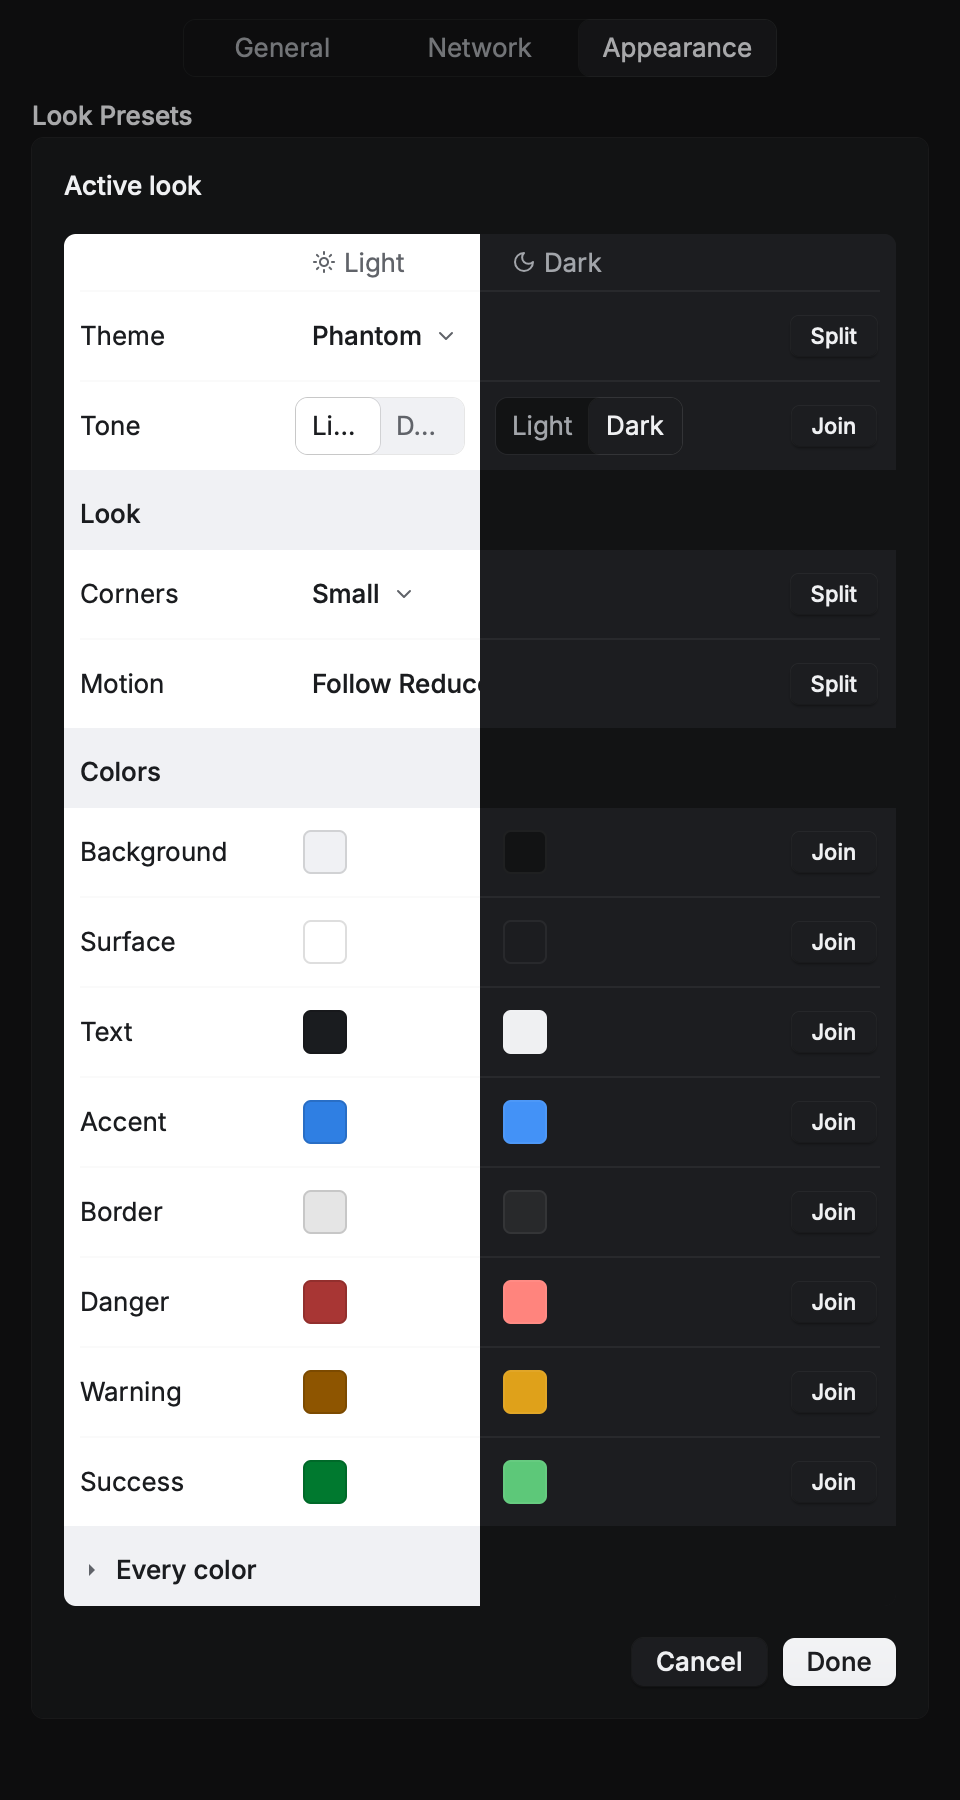 General Network Appearance
Look Presets
Active look
Light Dark
Theme Phantom Split
Tone Li... D... Light Dark Join
Look
Corners Small Split
Motion Follow Reduc Split
Colors
Background Join
Surface Join
Text Join
Accent Join
Border Join
Danger Join
Warning Join
Success Join
Every color
Cancel Done